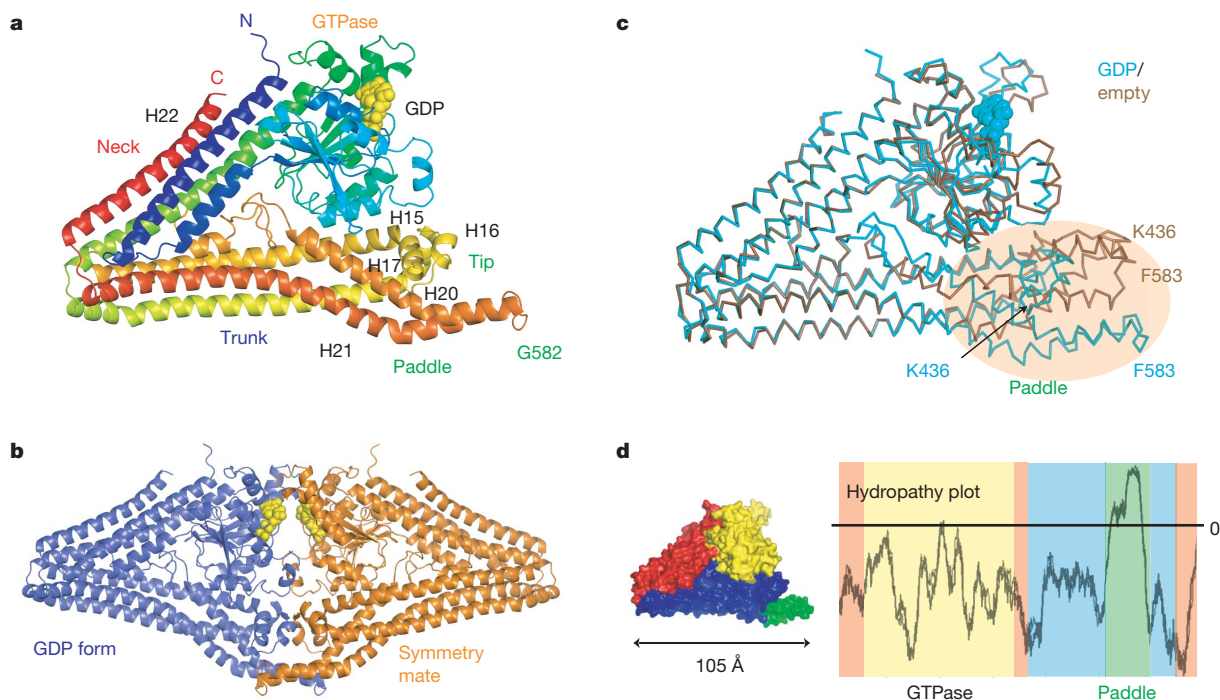 a
N
GTPase
C
H22
GDP
Neck
H15
H16
H17
Tip
H20
Trunk
H21
G582
Paddle
b
GDP form
Symmetry
mate
c
GDP/
empty
K436
F583
K436
F583
Paddle
d
105 Å
Hydropathy plot
0
GTPase
Paddle